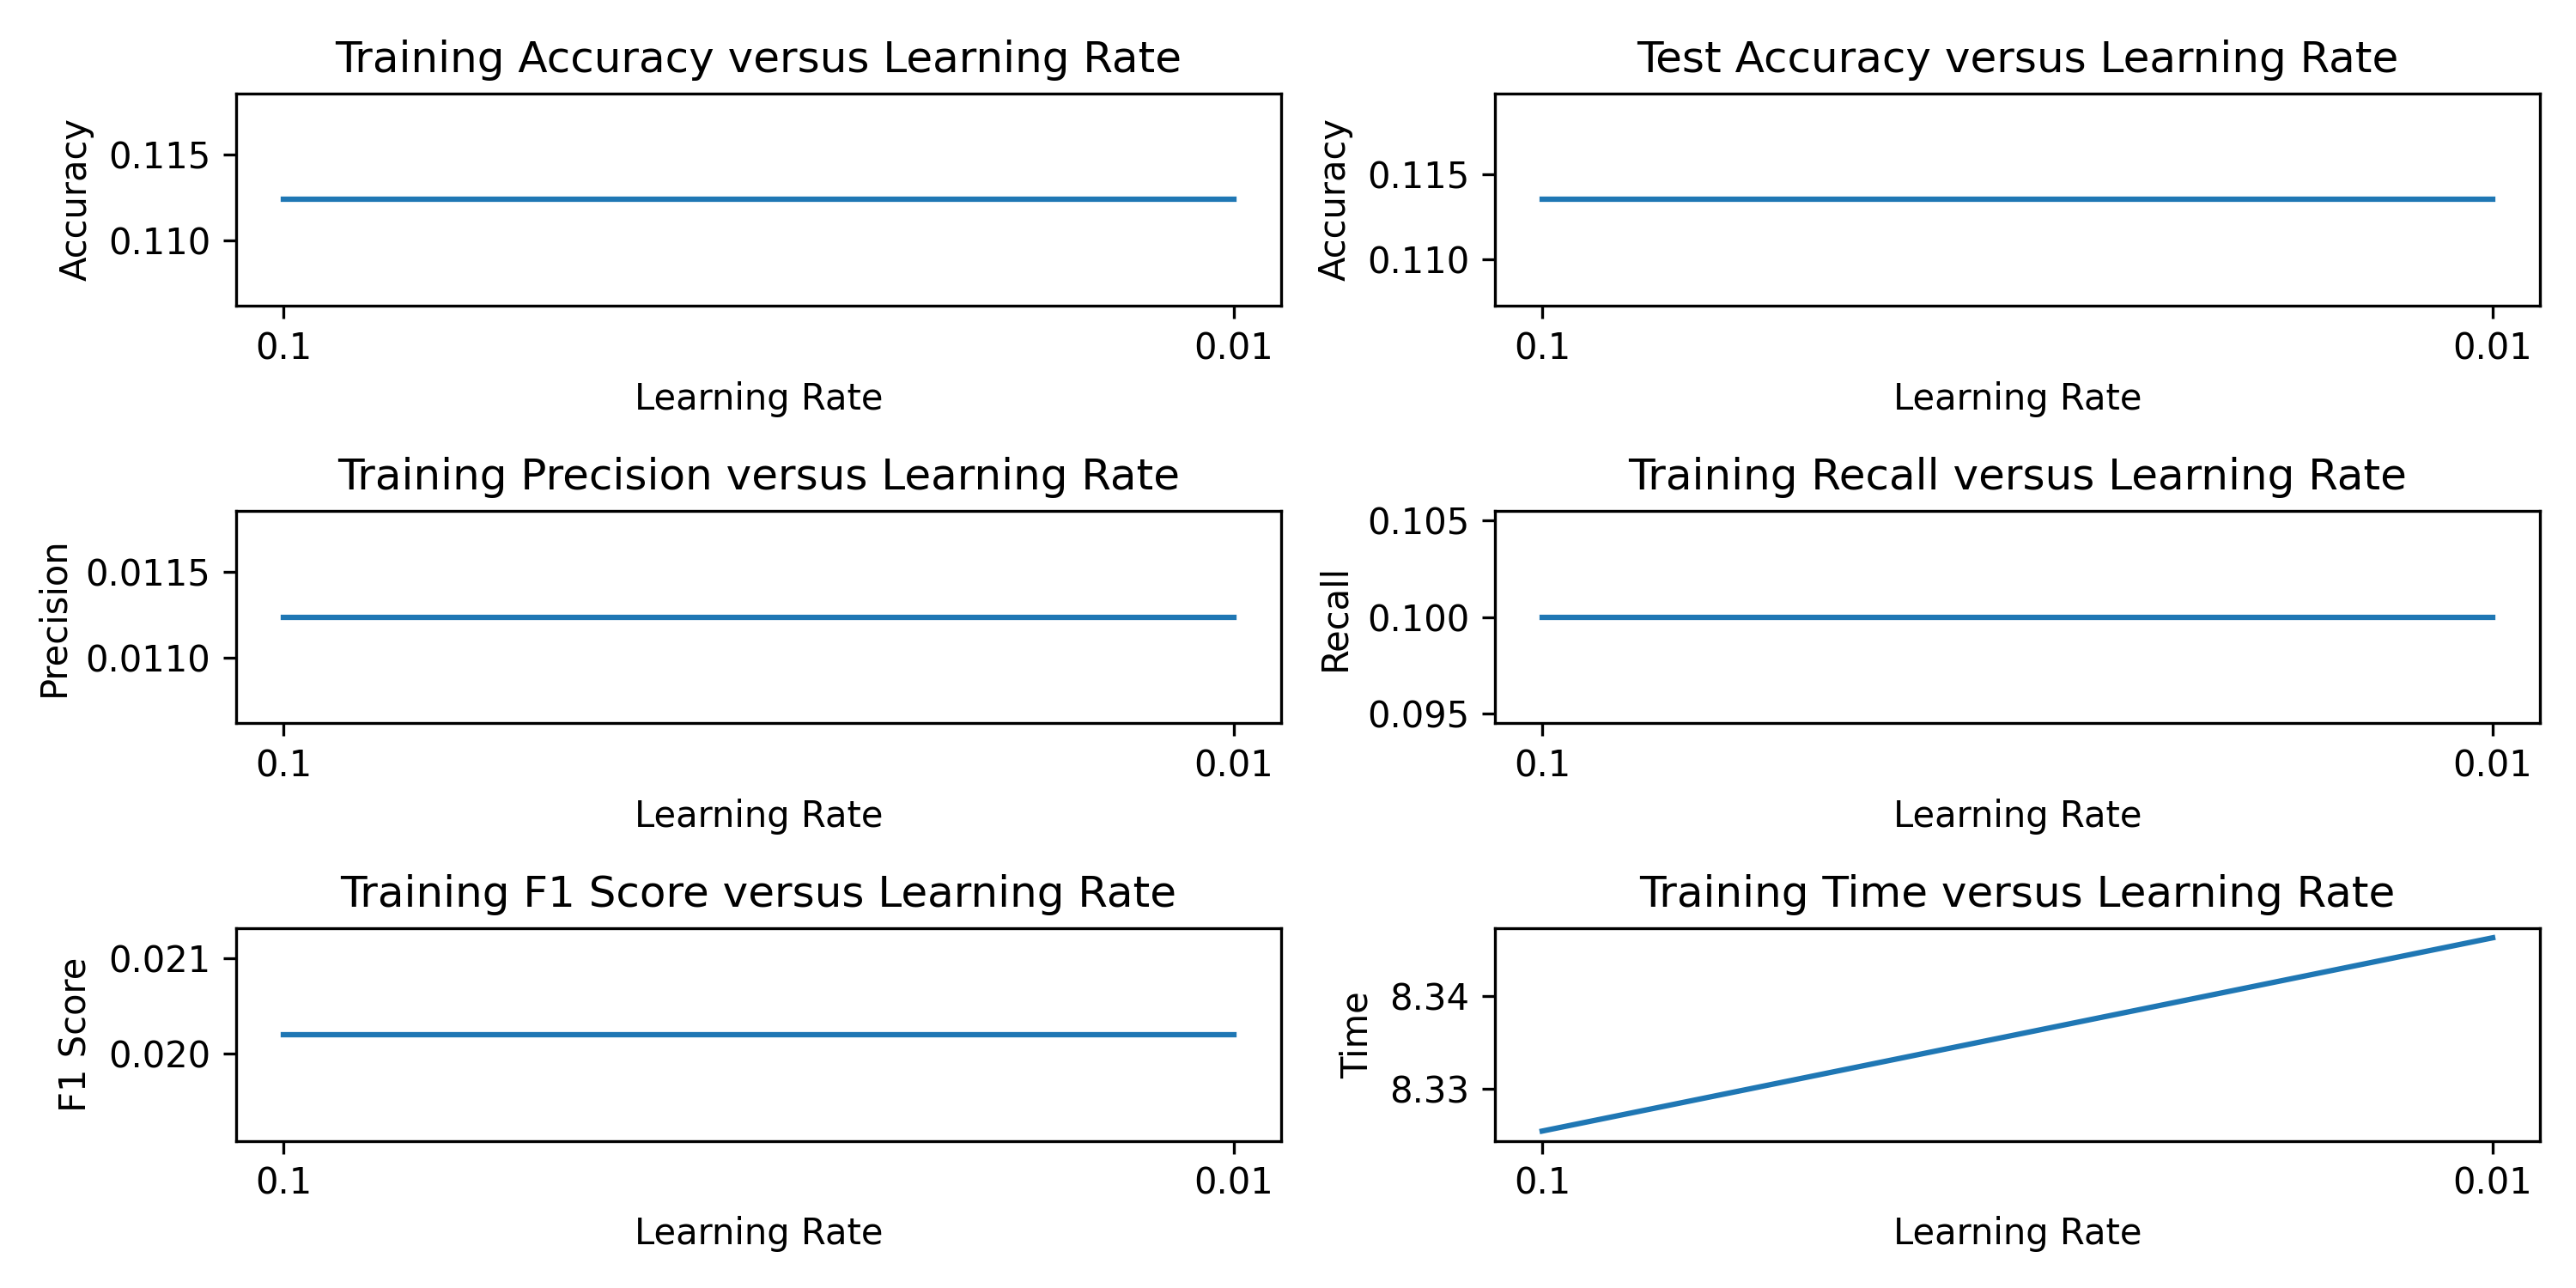 Training Accuracy versus Learning Rate
Accuracy
0.115
0.110
0.1
0.01
Learning Rate
Test Accuracy versus Learning Rate
Accuracy
0.115
0.110
0.1
0.01
Learning Rate
Training Precision versus Learning Rate
Precision
0.0115
0.0110
0.1
0.01
Learning Rate
Training Recall versus Learning Rate
Recall
0.105
0.100
0.095
0.1
0.01
Learning Rate
Training F1 Score versus Learning Rate
F1 Score
0.021
0.020
0.1
0.01
Learning Rate
Training Time versus Learning Rate
Time
8.34
8.33
0.1
0.01
Learning Rate